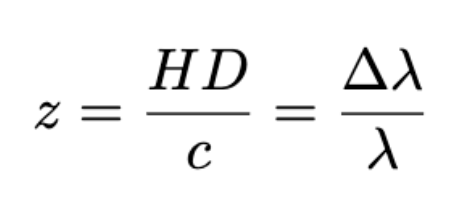 z = HD/c = Δλ/λ